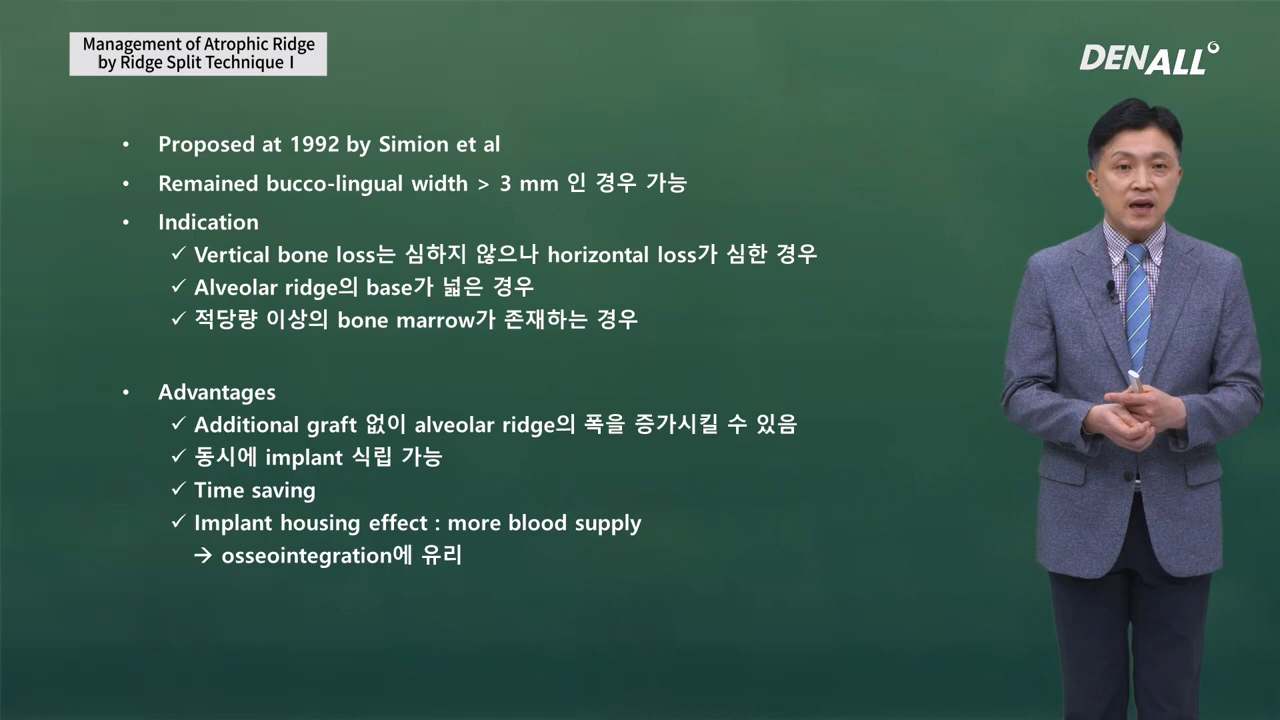 Management of Atrophic Ridge
by Ridge Split Technique Ⅰ
DENALL
• Proposed at 1992 by Simion et al
• Remained bucco-lingual width > 3 mm 인 경우 가능
• Indication
✓ Vertical bone loss는 심하지 않으나 horizontal loss가 심한 경우
✓ Alveolar ridge의 base가 넓은 경우
✓ 적당량 이상의 bone marrow가 존재하는 경우
• Advantages
✓ Additional graft 없이 alveolar ridge의 폭을 증가시킬 수 있음
✓ 동시에 implant 식립 가능
✓ Time saving
✓ Implant housing effect : more blood supply
→ osseointegration에 유리